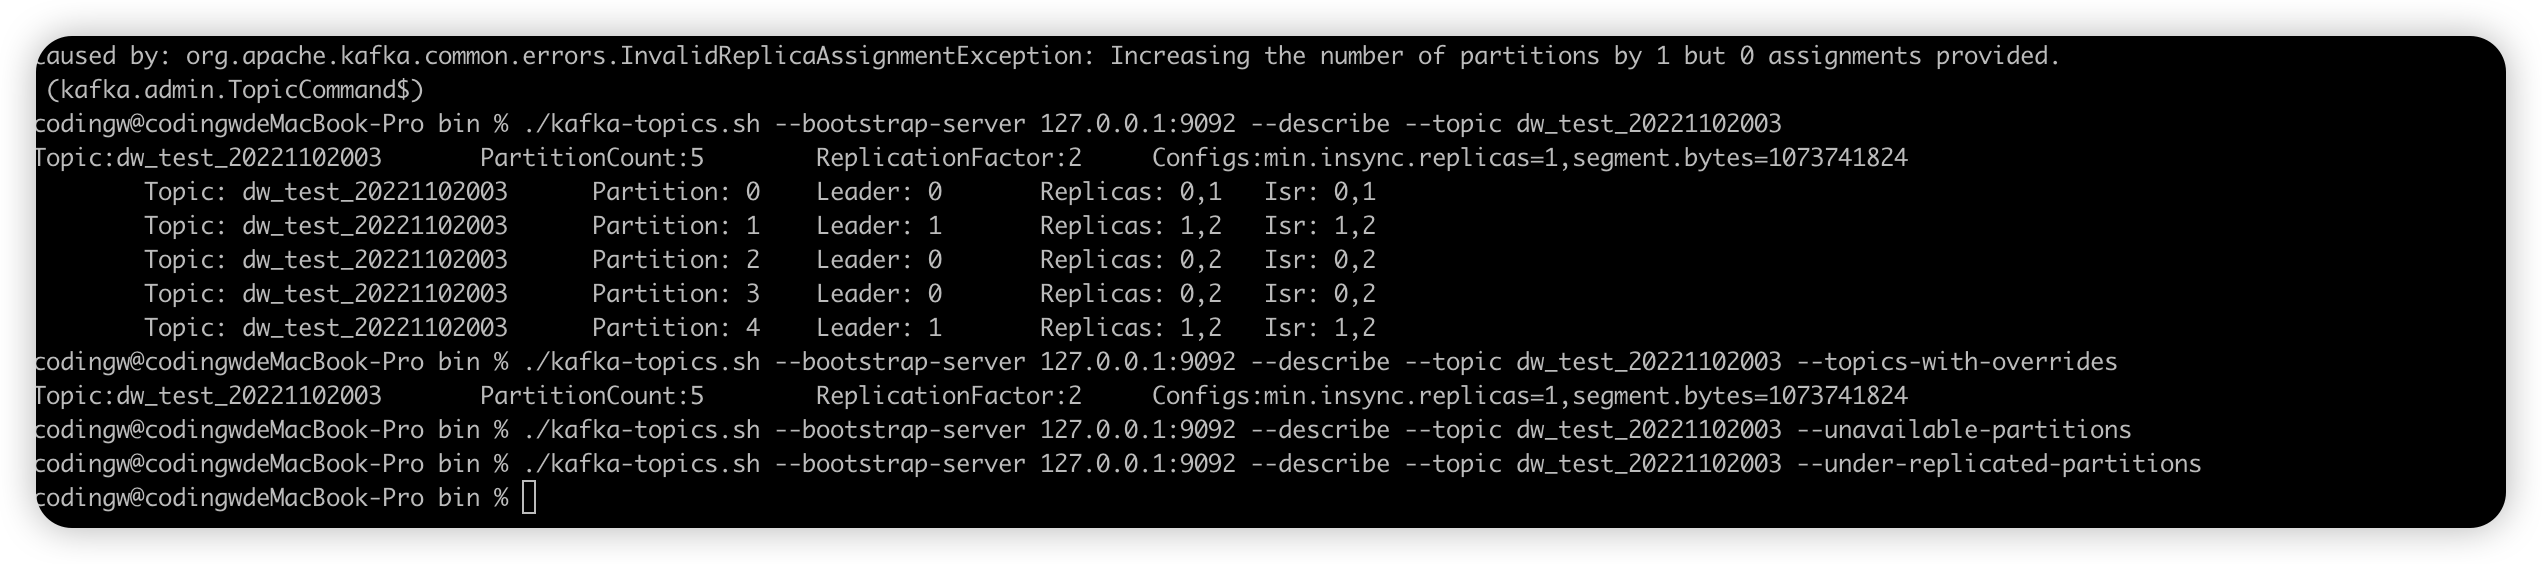 caused by: org.apache.kafka.common.errors.InvalidReplicaAssignmentException: Increasing the number of partitions by 1 but 0 assignments provided.
(kafka.admin.TopicCommand$)
codingw@codingwdeMacBook-Pro bin % ./kafka-topics.sh --bootstrap-server 127.0.0.1:9092 --describe --topic dw_test_20221102003
Topic:dw_test_20221102003 PartitionCount:5 ReplicationFactor:2 Configs:min.insync.replicas=1,segment.bytes=1073741824
Topic: dw_test_20221102003 Partition: 0 Leader: 0 Replicas: 0,1 Isr: 0,1
Topic: dw_test_20221102003 Partition: 1 Leader: 1 Replicas: 1,2 Isr: 1,2
Topic: dw_test_20221102003 Partition: 2 Leader: 0 Replicas: 0,2 Isr: 0,2
Topic: dw_test_20221102003 Partition: 3 Leader: 0 Replicas: 0,2 Isr: 0,2
Topic: dw_test_20221102003 Partition: 4 Leader: 1 Replicas: 1,2 Isr: 1,2
codingw@codingwdeMacBook-Pro bin % ./kafka-topics.sh --bootstrap-server 127.0.0.1:9092 --describe --topic dw_test_20221102003 --topics-with-overrides
Topic:dw_test_20221102003 PartitionCount:5 ReplicationFactor:2 Configs:min.insync.replicas=1,segment.bytes=1073741824
codingw@codingwdeMacBook-Pro bin % ./kafka-topics.sh --bootstrap-server 127.0.0.1:9092 --describe --topic dw_test_20221102003 --unavailable-partitions
codingw@codingwdeMacBook-Pro bin % ./kafka-topics.sh --bootstrap-server 127.0.0.1:9092 --describe --topic dw_test_20221102003 --under-replicated-partitions
codingw@codingwdeMacBook-Pro bin %